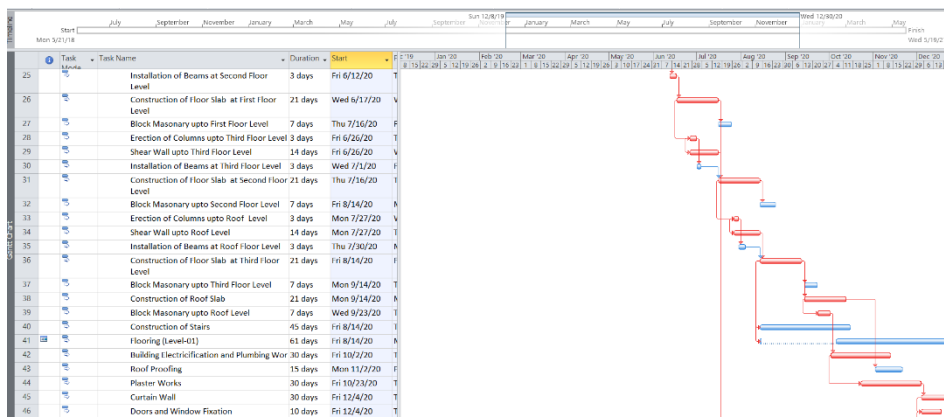 Timeline
Sun 12/8/19 Wed 12/30/20
July September November January March May July September November January March May July September November January March May
Start Finish
Mon 5/21/18 Wed 5/19/2
Task Mode Task Name Duration Start F
'19 Jan '20 Feb '20 Mar '20 Apr '20 May '20 Jun '20 Jul '20 Aug '20 Sep '20 Oct '20 Nov '20 Dec '20
25 Installation of Beams at Second Floor Level 3 days Fri 6/12/20 T
26 Construction of Floor Slab at First Floor Level 21 days Wed 6/17/20
27 Block Masonary upto First Floor Level 7 days Thu 7/16/20 F
28 Erection of Columns upto Third Floor Level 3 days Fri 6/26/20 T
29 Shear Wall upto Third Floor Level 14 days Fri 6/26/20
30 Installation of Beams at Third Floor Level 3 days Wed 7/1/20 F
31 Construction of Floor Slab at Second Floor Level 21 days Thu 7/16/20 T
32 Block Masonary upto Second Floor Level 7 days Fri 8/14/20
33 Erection of Columns upto Roof Level 3 days Mon 7/27/20
34 Shear Wall upto Roof Level 14 days Mon 7/27/20 T
35 Installation of Beams at Roof Floor Level 3 days Thu 7/30/20
36 Construction of Floor Slab at Third Floor Level 21 days Fri 8/14/20 F
37 Block Masonary upto Third Floor Level 7 days Mon 9/14/20 T
38 Construction of Roof Slab 21 days Mon 9/14/20
39 Block Masonary upto Roof Level 7 days Wed 9/23/20 T
40 Construction of Stairs 45 days Fri 8/14/20 T
41 Flooring (Level-01) 61 days Fri 8/14/20
42 Building Electricification and Plumbing Wor 30 days Fri 10/2/20 T
43 Roof Proofing 15 days Mon 11/2/20 F
44 Plaster Works 30 days Fri 10/23/20 T
45 Curtain Wall 30 days Fri 12/4/20 T
46 Doors and Window Fixation 10 days Fri 12/4/20 T
Gantt Chart